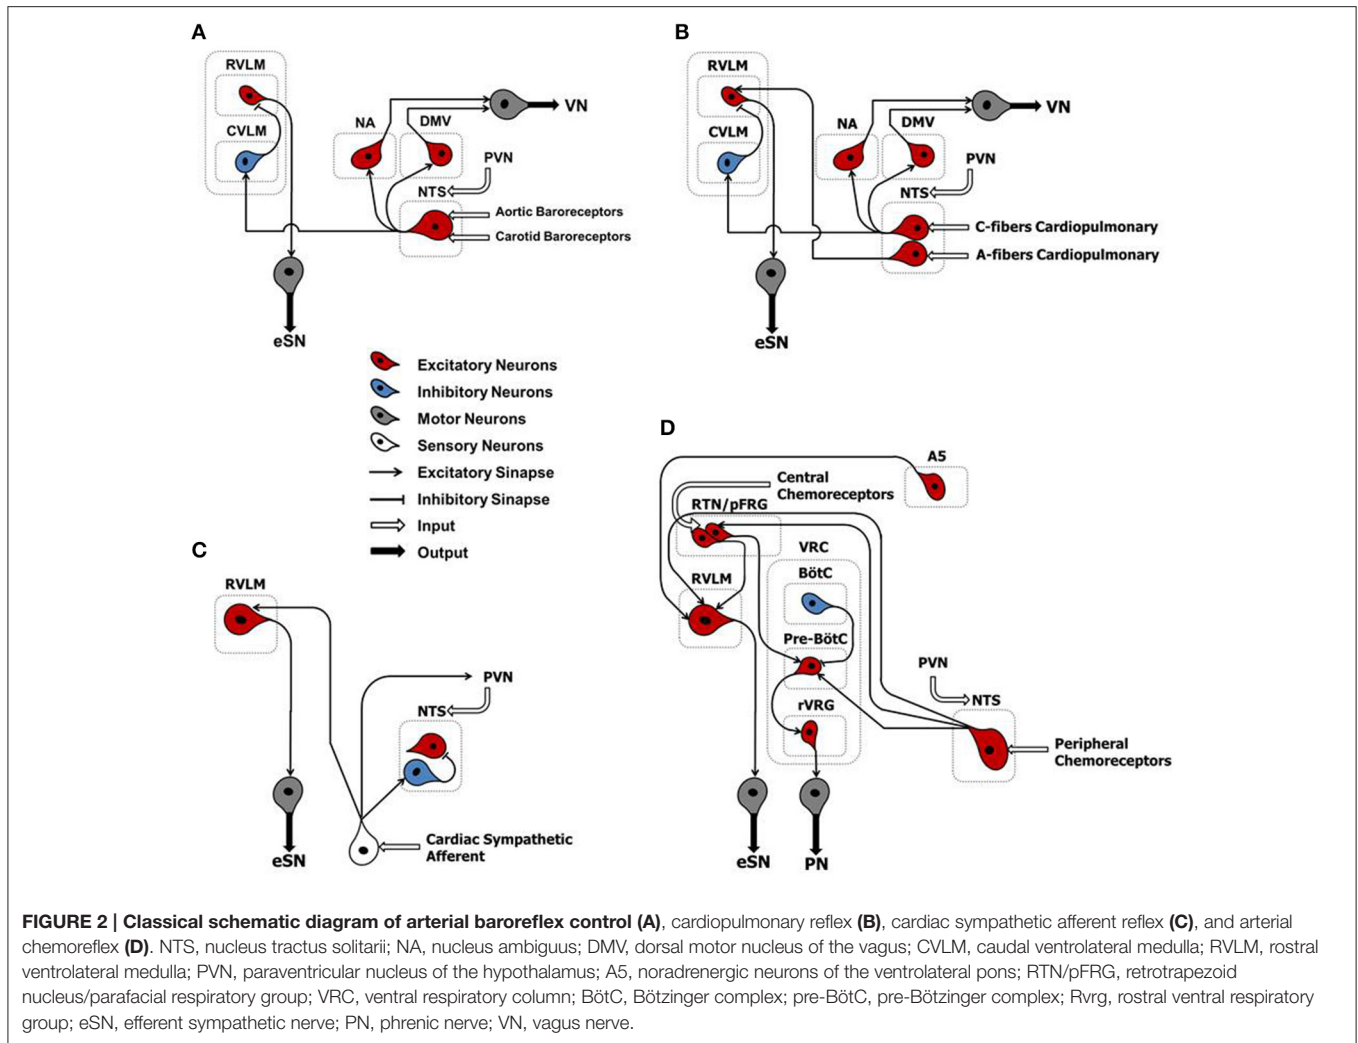 A
RVLM
CVLM
NA
DMV
VN
PVN
NTS
Aortic Baroreceptors
Carotid Baroreceptors
eSN
B
RVLM
CVLM
NA
DMV
VN
PVN
NTS
C-fibers Cardiopulmonary
A-fibers Cardiopulmonary
eSN
Excitatory Neurons
Inhibitory Neurons
Motor Neurons
Sensory Neurons
Excitatory Sinapse
Inhibitory Sinapse
Input
Output
C
RVLM
PVN
NTS
Cardiac Sympathetic
Afferent
eSN
D
A5
Central
Chemoreceptors
RTN/pFRG
VRC
RVLM
BötC
Pre-BötC
rVRG
PVN
NTS
Peripheral
Chemoreceptors
eSN
PN
FIGURE 2 | Classical schematic diagram of arterial baroreflex control (A), cardiopulmonary reflex (B), cardiac sympathetic afferent reflex (C), and arterial
chemoreflex (D). NTS, nucleus tractus solitarii; NA, nucleus ambiguus; DMV, dorsal motor nucleus of the vagus; CVLM, caudal ventrolateral medulla; RVLM, rostral
ventrolateral medulla; PVN, paraventricular nucleus of the hypothalamus; A5, noradrenergic neurons of the ventrolateral pons; RTN/pFRG, retrotrapezoid
nucleus/parafacial respiratory group; VRC, ventral respiratory column; BötC, Bötzinger complex; pre-BötC, pre-Bötzinger complex; Rvrg, rostral ventral respiratory
group; eSN, efferent sympathetic nerve; PN, phrenic nerve; VN, vagus nerve.